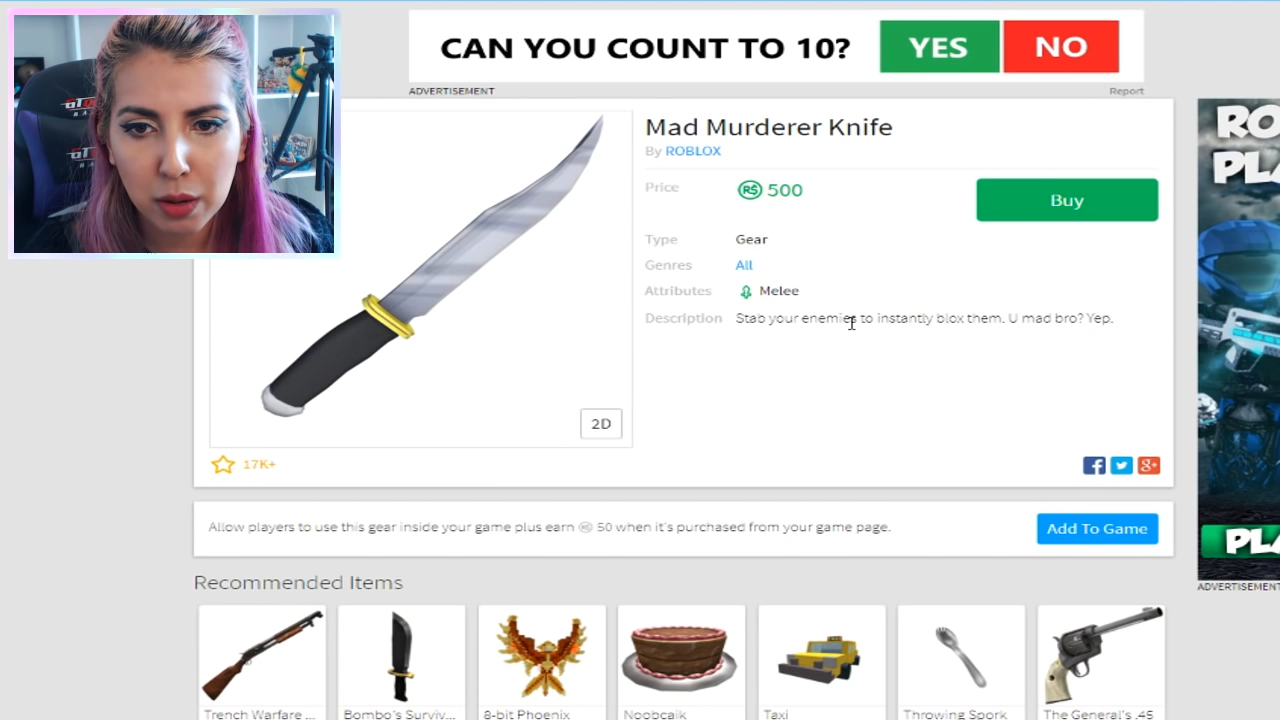 CAN YOU COUNT TO 10? YES NO
ADVERTISEMENT Report
Mad Murderer Knife
By ROBLOX
Price R$ 500
Buy
Type Gear
Genres All
Attributes Melee
Description Stab your enemies to instantly blox them. U mad bro? Yep.
2D
17K+
Allow players to use this gear inside your game plus earn R$ 50 when it's purchased from your game page.
Add To Game
Recommended Items
Trench Warfare ... Bombo's Surviv... 8-bit Phoenix Noobcaik Taxi Throwing Spork The General's .45
RO
PLA
PL
ADVERTISEMENT